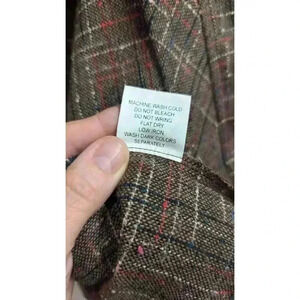 MACHINE WASH COLD
DO NOT BLEACH
DO NOT WRING
FLAT DRY
LOW IRON
WASH DARK COLORS
SEPARATELY